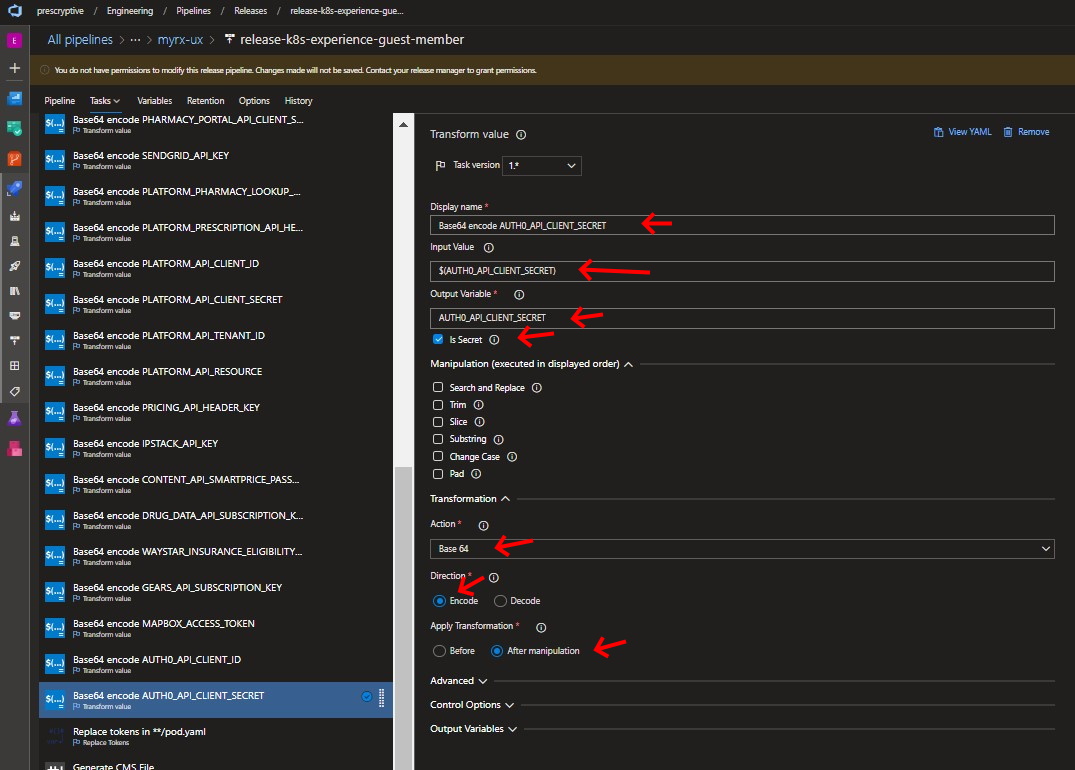 prescryptive / Engineering / Pipelines / Releases / release-k8s-experience-gue...
E
All pipelines > ... > myrx-ux > release-k8s-experience-guest-member
You do not have permissions to modify this release pipeline. Changes made will not be saved. Contact your release manager to grant permissions.
Pipeline Tasks Variables Retention Options History
Base64 encode PHARMACY_PORTAL_API_CLIENT_S...
Transform value
Base64 encode SENDGRID_API_KEY
Transform value
Base64 encode PLATFORM_PHARMACY_LOOKUP_...
Transform value
Base64 encode PLATFORM_PRESCRIPTION_API_HE...
Transform value
Base64 encode PLATFORM_API_CLIENT_ID
Transform value
Base64 encode PLATFORM_API_CLIENT_SECRET
Transform value
Base64 encode PLATFORM_API_TENANT_ID
Transform value
Base64 encode PLATFORM_API_RESOURCE
Transform value
Base64 encode PRICING_API_HEADER_KEY
Transform value
Base64 encode IPSTACK_API_KEY
Transform value
Base64 encode CONTENT_API_SMARTPRICE_PASS...
Transform value
Base64 encode DRUG_DATA_API_SUBSCRIPTION_K...
Transform value
Base64 encode WAYSTAR_INSURANCE_ELIGIBILITY...
Transform value
Base64 encode GEARS_API_SUBSCRIPTION_KEY
Transform value
Base64 encode MAPBOX_ACCESS_TOKEN
Transform value
Base64 encode AUTH0_API_CLIENT_ID
Transform value
Base64 encode AUTH0_API_CLIENT_SECRET
Transform value
Replace tokens in **/pod.yaml
Replace Tokens
Generate CMS File
Transform value
View YAML Remove
Task version 1.*
Display name *
Base64 encode AUTH0_API_CLIENT_SECRET
Input Value
$(AUTH0_API_CLIENT_SECRET)
Output Variable *
AUTH0_API_CLIENT_SECRET
Is Secret
Manipulation (executed in displayed order)
Search and Replace
Trim
Slice
Substring
Change Case
Pad
Transformation
Action *
Base 64
Direction *
Encode Decode
Apply Transformation *
Before After manipulation
Advanced
Control Options
Output Variables